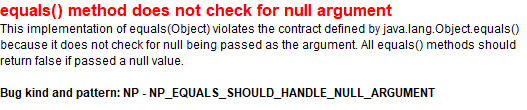 equals() method does not check for null argument
This implementation of equals(Object) violates the contract defined by java.lang.Object.equals()
because it does not check for null being passed as the argument. All equals() methods should
return false if passed a null value.
Bug kind and pattern: NP - NP_EQUALS_SHOULD_HANDLE_NULL_ARGUMENT